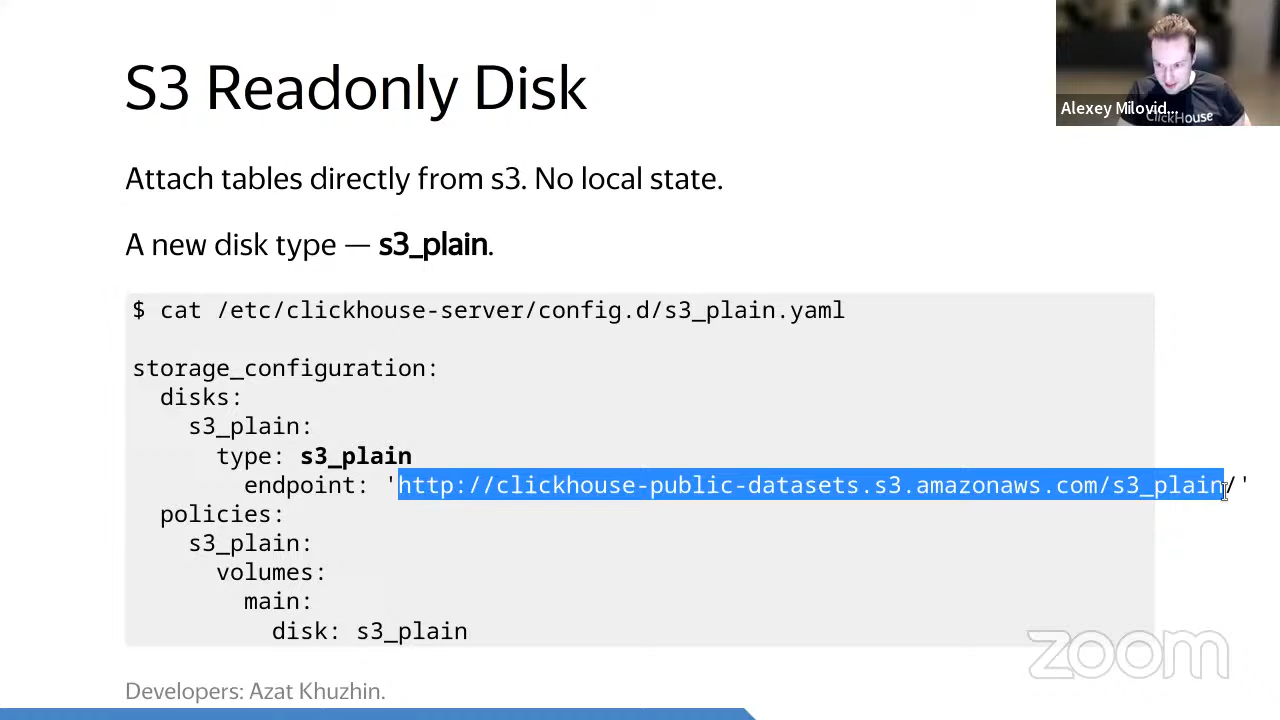 S3 Readonly Disk
Alexey Milovid...
ClickHouse
Attach tables directly from s3. No local state.
A new disk type — s3_plain.
$ cat /etc/clickhouse-server/config.d/s3_plain.yaml
storage_configuration:
  disks:
    s3_plain:
      type: s3_plain
        endpoint: 'http://clickhouse-public-datasets.s3.amazonaws.com/s3_plain/'
  policies:
    s3_plain:
      volumes:
        main:
          disk: s3_plain
zoom
Developers: Azat Khuzhin.